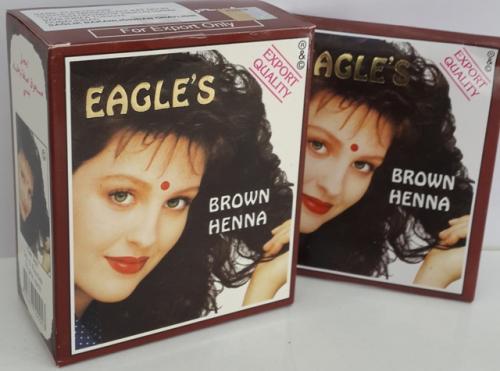 For Export Only
EAGLE'S
EXPORT
QUALITY
® & ©
BROWN
HENNA
EAGLE'S
EXPORT
QUALITY
BROWN
HENNA